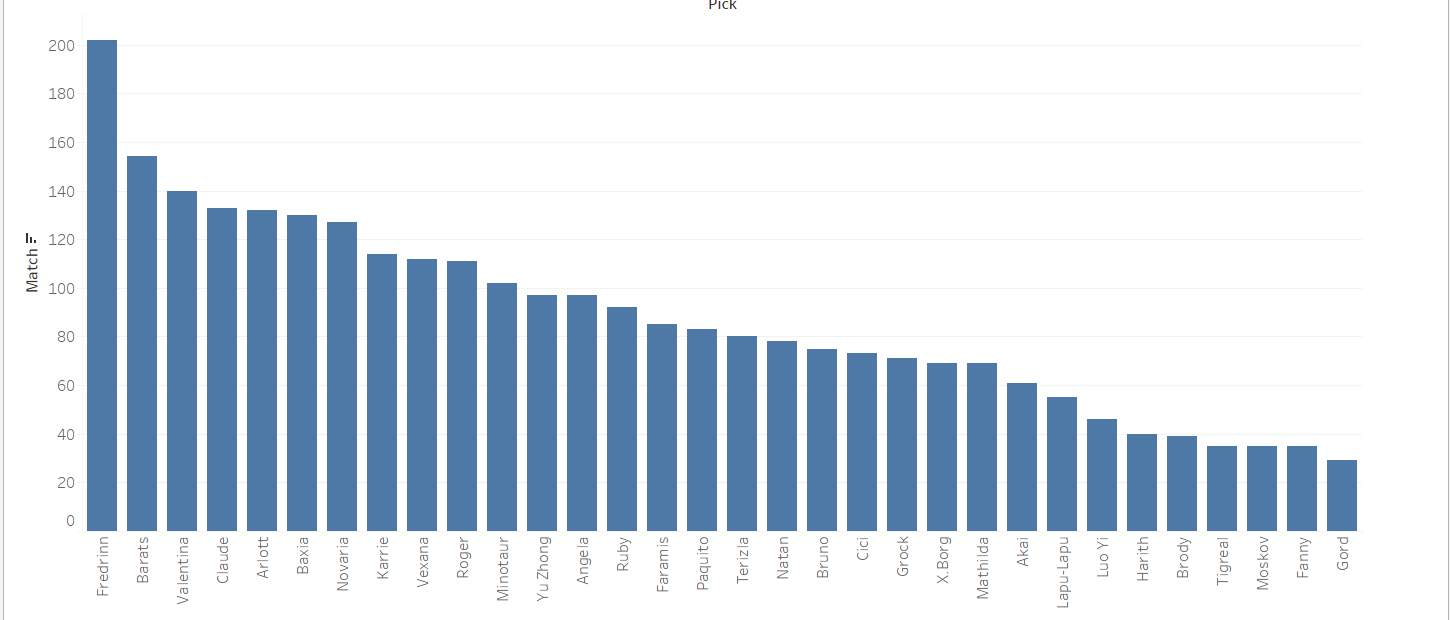 Pick
Match
200
180
160
140
120
100
80
60
40
20
0
Fredrinn
Barats
Valentina
Claude
Arlott
Baxia
Novaria
Karrie
Vexana
Roger
Minotaur
Yu Zhong
Angela
Ruby
Faramis
Paquito
Terizla
Natan
Bruno
Cici
Grock
X.Borg
Mathilda
Akai
Lapu-Lapu
Luo Yi
Harith
Brody
Tigreal
Moskov
Fanny
Gord